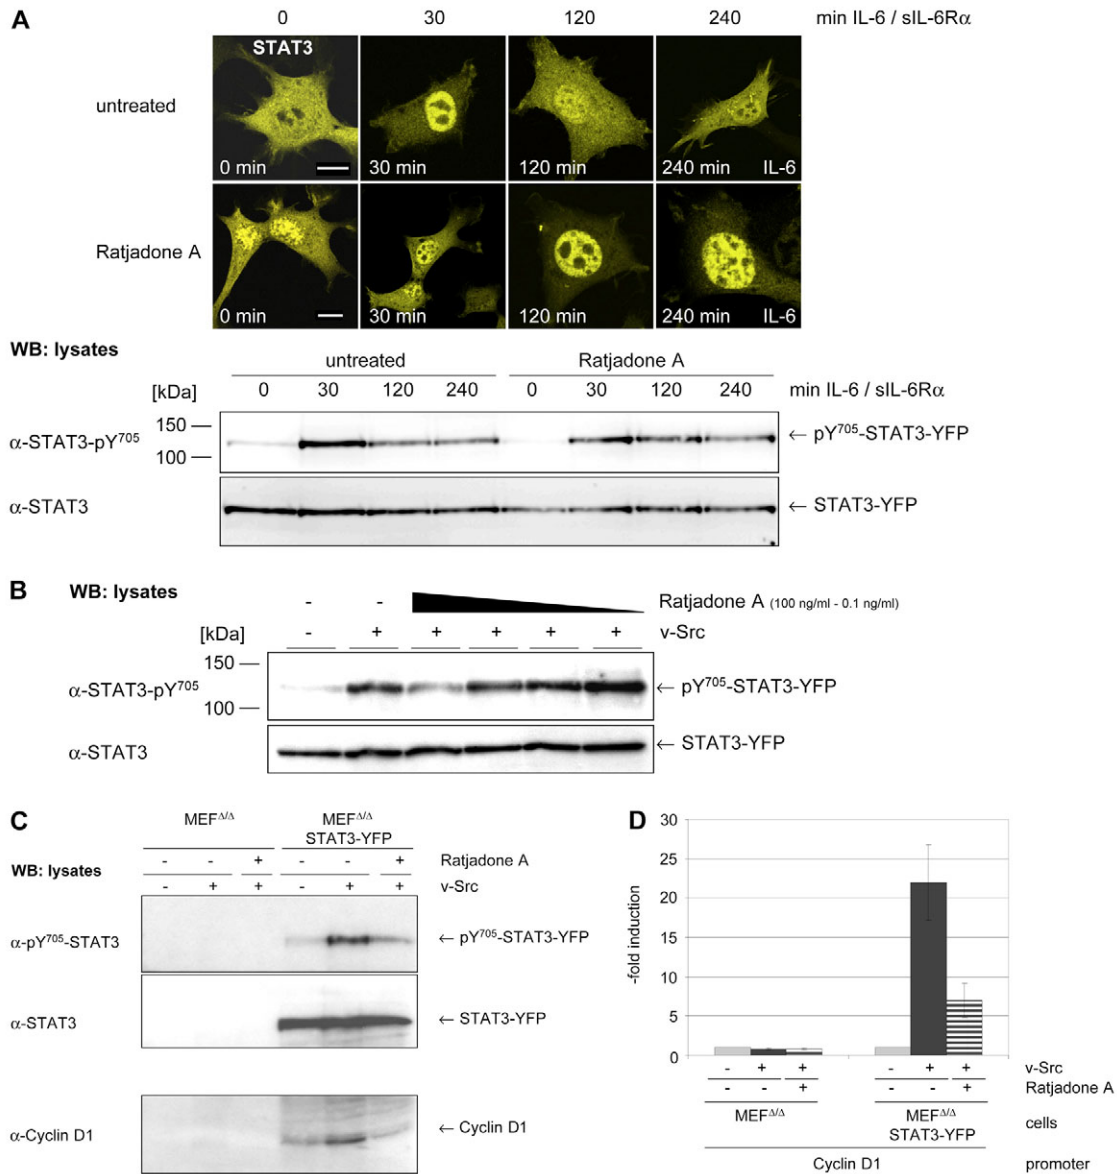 A
0 30 120 240 min IL-6 / sIL-6Rα
STAT3
untreated
0 min 30 min 120 min 240 min IL-6
Ratjadone A
0 min 30 min 120 min 240 min IL-6
WB: lysates
untreated Ratjadone A
[kDa] 0 30 120 240 0 30 120 240 min IL-6 / sIL-6Rα
α-STAT3-pY⁷⁰⁵ 150 100 ← pY⁷⁰⁵-STAT3-YFP
α-STAT3 ← STAT3-YFP
B WB: lysates
- - Ratjadone A (100 ng/ml - 0.1 ng/ml)
[kDa] - + + + + + v-Src
α-STAT3-pY⁷⁰⁵ 150 100 ← pY⁷⁰⁵-STAT3-YFP
α-STAT3 ← STAT3-YFP
C
MEF^Δ/Δ MEF^Δ/Δ STAT3-YFP
- - + - - + Ratjadone A
WB: lysates
- + + - + + v-Src
α-pY⁷⁰⁵-STAT3 ← pY⁷⁰⁵-STAT3-YFP
α-STAT3 ← STAT3-YFP
α-Cyclin D1 ← Cyclin D1
D
-fold induction
30
25
20
15
10
5
0
- + + - + + v-Src
- - + - - + Ratjadone A
MEF^Δ/Δ MEF^Δ/Δ STAT3-YFP cells
Cyclin D1 promoter